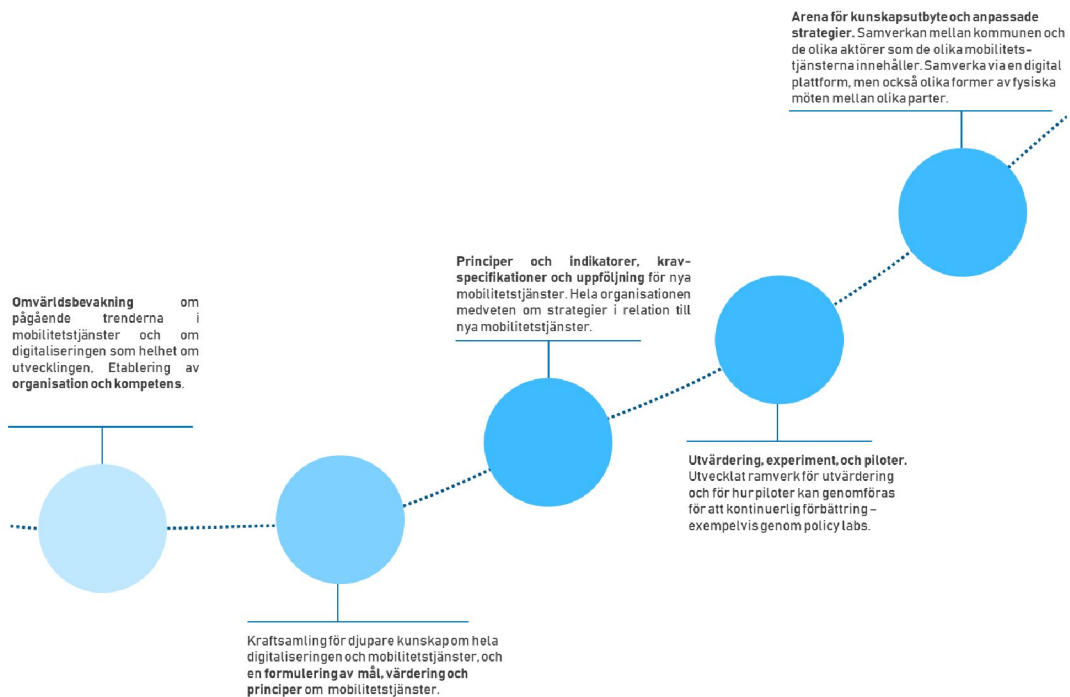 Omvärldsbevakning om
pågående trenderna i
mobilitetstjänster och om
digitaliseringen som helhet om
utvecklingen. Etablering av
organisation och kompetens.
Kraftsamling för djupare kunskap om hela
digitaliseringen och mobilitetstjänster, och
en formulering av mål, värdering och
principer om mobilitetstjänster.
Principer och indikatorer, krav-
specifikationer och uppföljning för nya
mobilitetstjänster. Hela organisationen
medveten om strategier i relation till
nya mobilitetstjänster.
Utvärdering, experiment, och piloter.
Utvecklat ramverk för utvärdering
och för hur piloter kan genomföras
för att kontinuerlig förbättring –
exempelvis genom policy labs.
Arena för kunskapsutbyte och anpassade
strategier. Samverkan mellan kommunen och
de olika aktörer som de olika mobilitets-
tjänsterna innehåller. Samverka via en digital
plattform, men också olika former av fysiska
möten mellan olika parter.